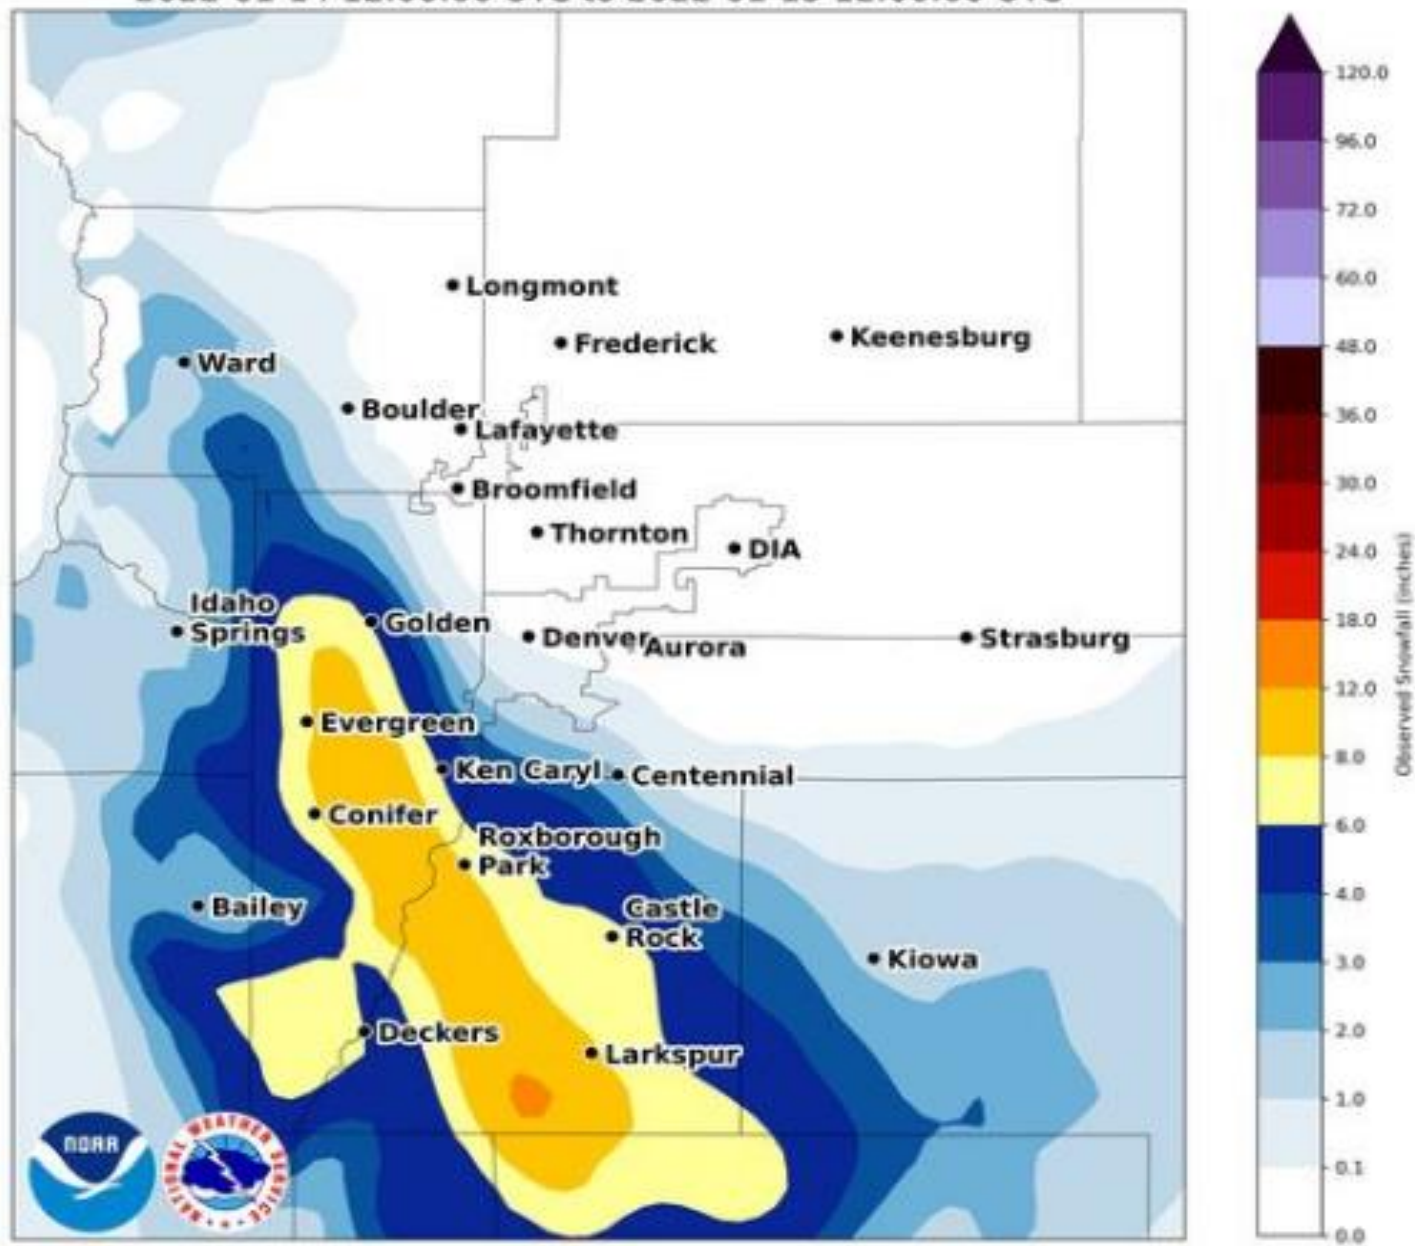 Longmont
Frederick
Keenesburg
Ward
Boulder
Lafayette
Broomfield
Thornton
DIA
Idaho
Springs
Golden
Denver
Aurora
Strasburg
Evergreen
Ken Caryl
Centennial
Conifer
Roxborough
Park
Bailey
Castle
Rock
Kiowa
Deckers
Larkspur
NOAA
NATIONAL WEATHER SERVICE
120.0
96.0
72.0
60.0
48.0
36.0
30.0
24.0
18.0
12.0
8.0
6.0
4.0
3.0
2.0
1.0
0.1
0.0
Observed Snowfall (inches)